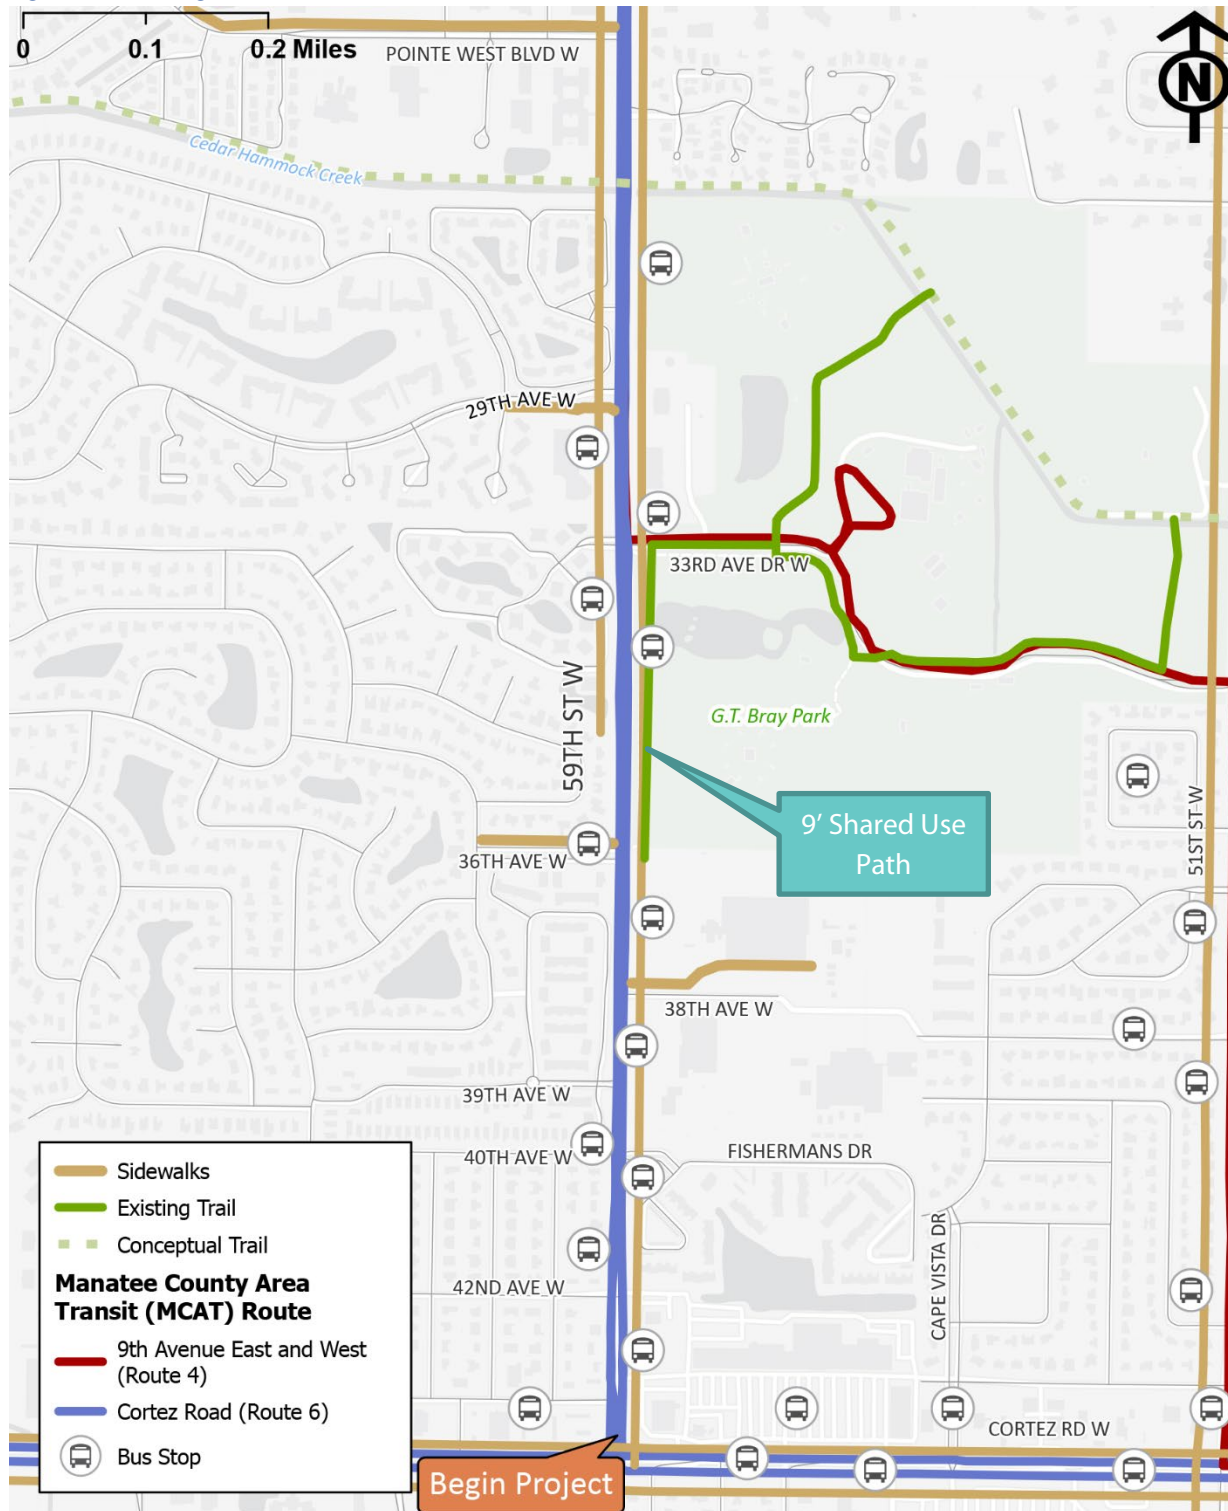 0 0.1 0.2 Miles
POINTE WEST BLVD W
N
Cedar Hammock Creek
29TH AVE W
33RD AVE DR W
59TH ST W
G.T. Bray Park
9’ Shared Use
Path
51ST ST W
36TH AVE W
38TH AVE W
39TH AVE W
40TH AVE W
FISHERMANS DR
42ND AVE W
CAPE VISTA DR
CORTEZ RD W
Begin Project
Sidewalks
Existing Trail
Conceptual Trail
Manatee County Area
Transit (MCAT) Route
9th Avenue East and West
(Route 4)
Cortez Road (Route 6)
Bus Stop